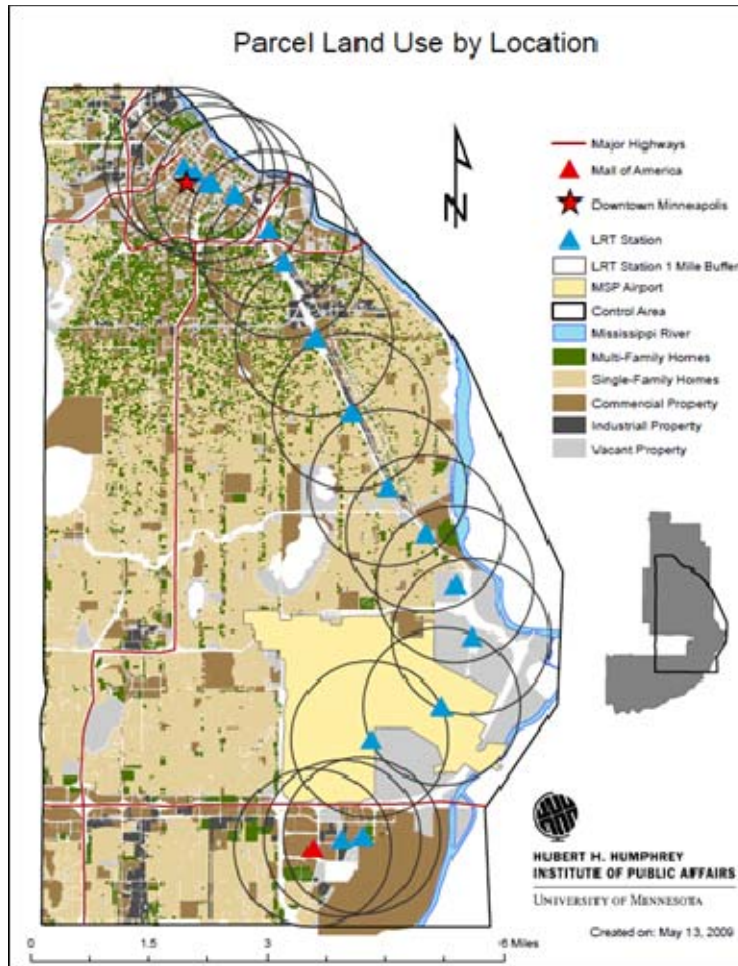 Parcel Land Use by Location
Major Highways
Mall of America
Downtown Minneapolis
LRT Station
LRT Station 1 Mile Buffer
MSP Airport
Control Area
Mississippi River
Multi-Family Homes
Single-Family Homes
Commercial Property
Industrial Property
Vacant Property
N
HUBERT H. HUMPHREY
INSTITUTE OF PUBLIC AFFAIRS
UNIVERSITY OF MINNESOTA
Created on: May 13, 2009
0 1.5 3 6 Miles